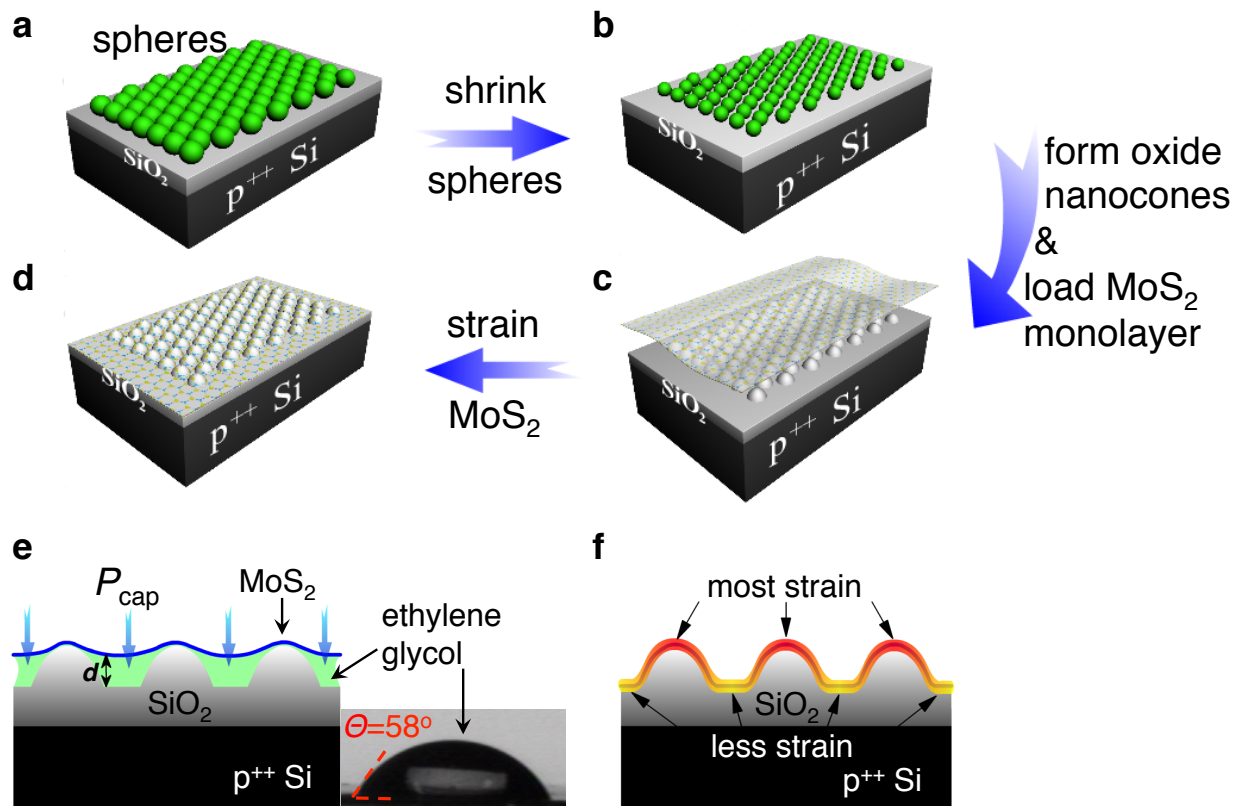 a
spheres
SiO2
p++ Si
shrink
spheres
b
SiO2
p++ Si
form oxide
nanocones
&
load MoS2
monolayer
c
SiO2
p++ Si
strain
MoS2
d
SiO2
p++ Si
e
Pcap
MoS2
ethylene
glycol
d
SiO2
Θ=58º
p++ Si
f
most strain
SiO2
less strain
p++ Si